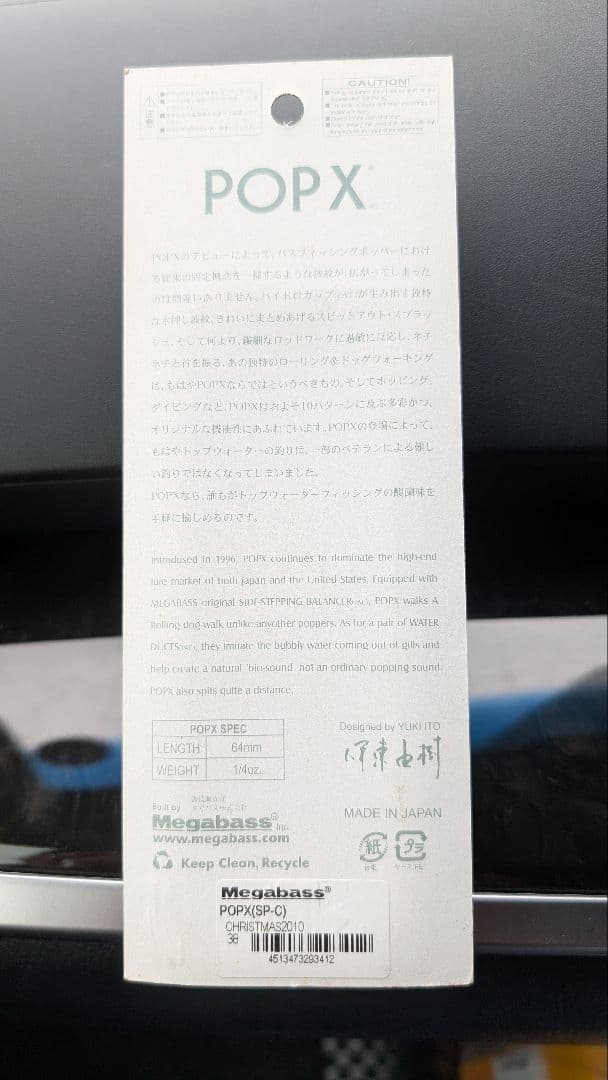 注意
CAUTION!
POP X
POPXのデビューによって、バスフィッシングポッパーにおけ
る従来の固定概念を一掃するような波紋が、広がってしまった
のは間違いありません。ハイドロカップ(PAT.)が生み出す独特
な水押し波紋、きれいにまとめあげるスピットアウト・スプラッ
シュ、そして何より、繊細なロッドワークに過敏に反応し、ネチ
ネチと首を振る、あの独特のローリング&ドッグウォーキング
は、もはやPOPXならではというべきもの。そしてポッピング、
ダイビングなど、POPXはおよそ10パターンに及ぶ多彩かつ、
オリジナルな機能性にあふれています。POPXの登場によって、
もはやトップウォーターの釣りは、一部のベテランによる難し
い釣りではなくなってしまいました。
POPXなら、誰もがトップウォーターフィッシングの醍醐味を
手軽に愉しめるのです。
Introdused in 1996, POPX continues to dominate the high-end
lure market of both Japan and the United States. Equipped with
MEGABASS original SIDE-STEPPING BALANCER(PAT.), POPX walks A
Rolling dog-walk unlike anyother poppers. As for a pair of WATER
DUCTS(PAT.), they imitate the bubbly water coming out of gills and
help create a natural "bio-sound" not an ordinary popping sound.
POPX also spits quite a distance.
POPX SPEC
LENGTH 64mm
WEIGHT 1/4oz.
Designed by YUKI ITO
伊東由樹
Built by
Megabass® Inc.
www.megabass.com
Keep Clean, Recycle
MADE IN JAPAN
紙 プラ
台紙 ケース:PE
Megabass®
POPX(SP-C)
CHRISTMAS2010
38
4513473293412